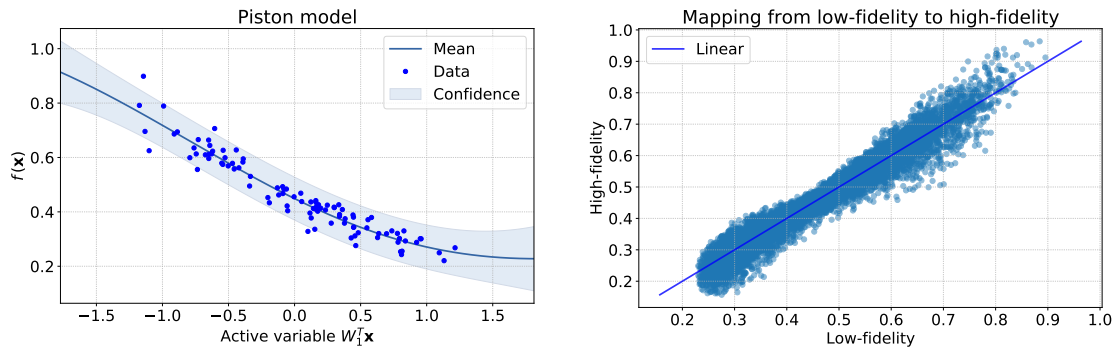 Piston model
1.0
0.8
0.6
0.4
0.2
f(𝐱)
Mean
Data
Confidence
−1.5 −1.0 −0.5 0.0 0.5 1.0 1.5
Active variable W₁ᵀ𝐱
Mapping from low-fidelity to high-fidelity
1.0
0.9
0.8
0.7
0.6
0.5
0.4
0.3
0.2
High-fidelity
Linear
0.2 0.3 0.4 0.5 0.6 0.7 0.8 0.9 1.0
Low-fidelity